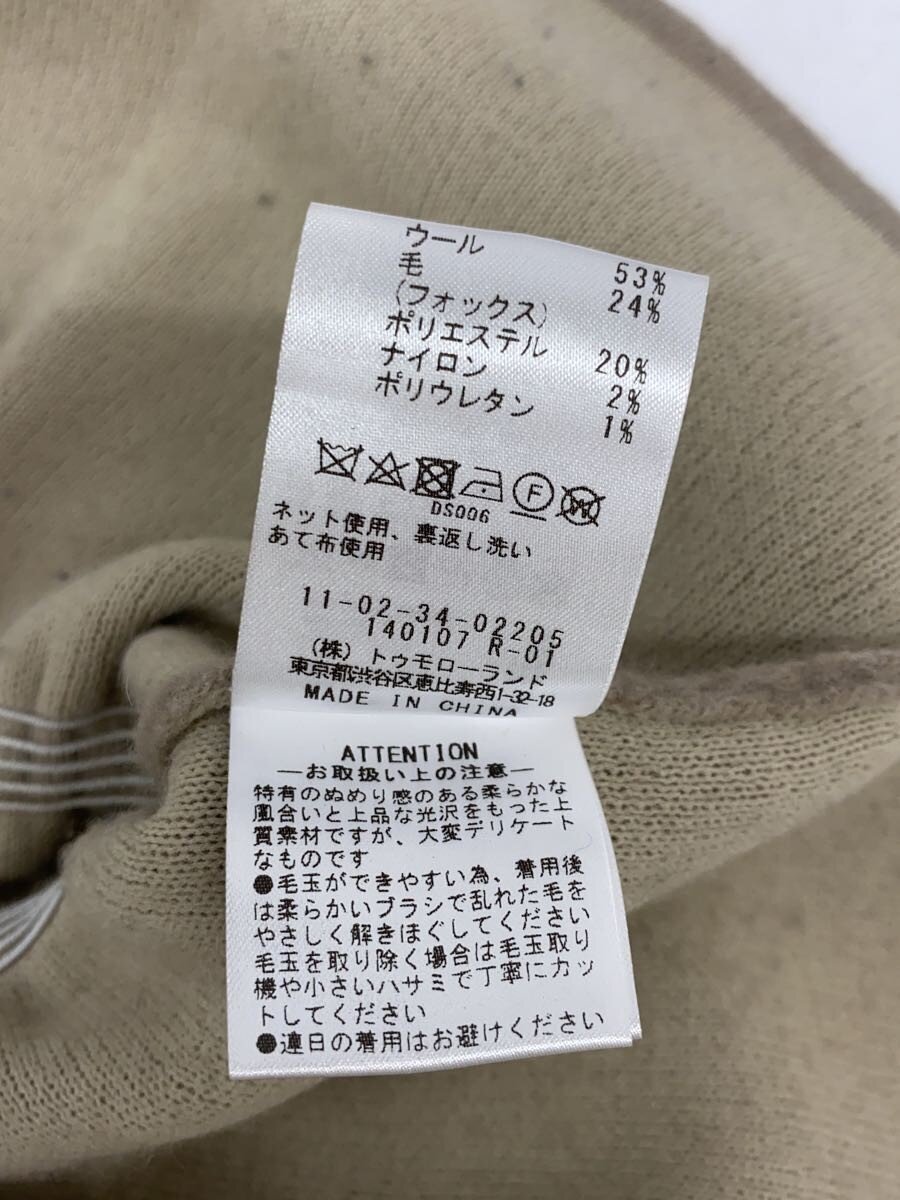 ウール 53%
毛 24%
(フォックス)
ポリエステル 20%
ナイロン 2%
ポリウレタン 1%
F W
DS006
ネット使用、裏返し洗い
あて布使用
11-02-34-02205
140107 R-01
(株)トゥモローランド
東京都渋谷区恵比寿西1-32-18
MADE IN CHINA
ATTENTION
―お取扱い上の注意―
特有のぬめり感のある柔らかな
風合いと上品な光沢をもった上
質素材ですが、大変デリケート
なものです
●毛玉ができやすい為、着用後
は柔らかいブラシで乱れた毛を
やさしく解きほぐしてください
毛玉を取り除く場合は毛玉取り
機や小さいハサミで丁寧にカッ
トしてください
●連日の着用はお避けください